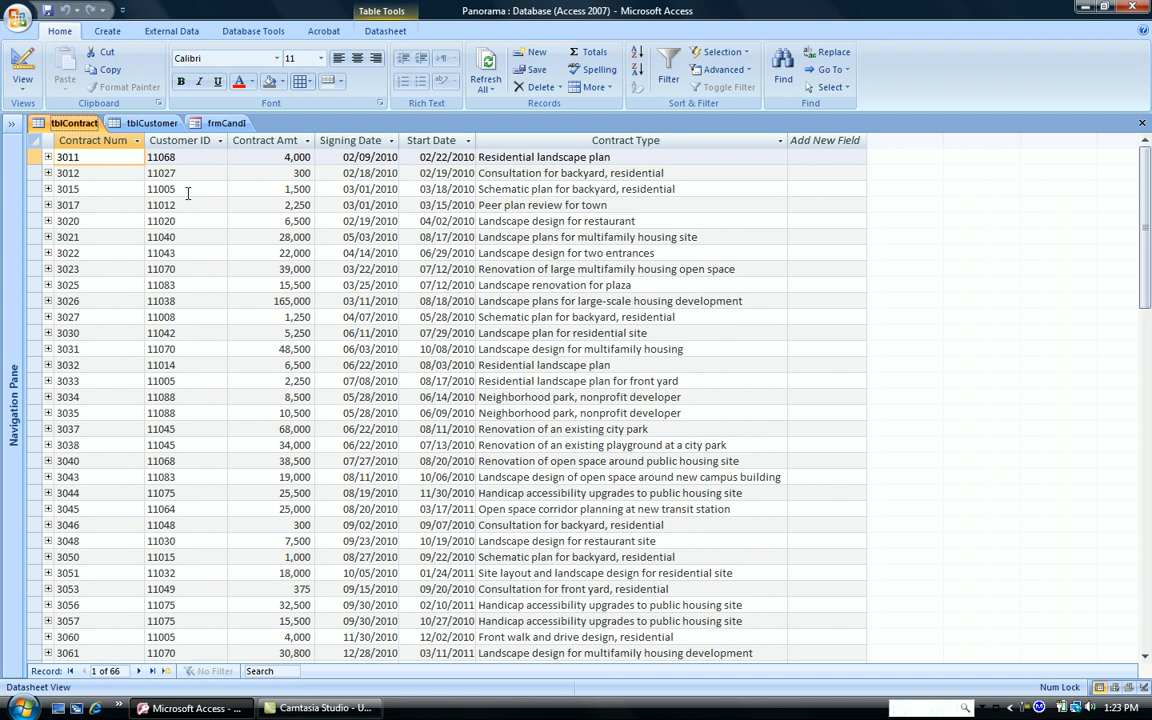 Table Tools
Panorama : Database (Access 2007) - Microsoft Access
Home Create External Data Database Tools Acrobat Datasheet
View
Views
Paste
Cut
Copy
Format Painter
Clipboard
Calibri 11
B I U A
Font
Rich Text
Refresh All
New
Save
Delete
Totals
Spelling
More
Records
Filter
Selection
Advanced
Toggle Filter
Sort & Filter
Find
Replace
Go To
Select
Find
tblContract tblCustomer frmCandI
Navigation Pane
Contract Num Customer ID Contract Amt Signing Date Start Date Contract Type Add New Field
3011 11068 4,000 02/09/2010 02/22/2010 Residential landscape plan
3012 11027 300 02/18/2010 02/19/2010 Consultation for backyard, residential
3015 11005 1,500 03/01/2010 03/18/2010 Schematic plan for backyard, residential
3017 11012 2,250 03/01/2010 03/15/2010 Peer plan review for town
3020 11020 6,500 02/19/2010 04/02/2010 Landscape design for restaurant
3021 11040 28,000 05/03/2010 08/17/2010 Landscape plans for multifamily housing site
3022 11043 22,000 04/14/2010 06/29/2010 Landscape design for two entrances
3023 11070 39,000 03/22/2010 07/12/2010 Renovation of large multifamily housing open space
3025 11083 15,500 03/25/2010 07/12/2010 Landscape renovation for plaza
3026 11038 165,000 03/11/2010 08/18/2010 Landscape plans for large-scale housing development
3027 11008 1,250 04/07/2010 05/28/2010 Schematic plan for backyard, residential
3030 11042 5,250 06/11/2010 07/29/2010 Landscape plan for residential site
3031 11070 48,500 06/03/2010 10/08/2010 Landscape design for multifamily housing
3032 11014 6,500 06/22/2010 08/03/2010 Residential landscape plan
3033 11005 2,250 07/08/2010 08/17/2010 Residential landscape plan for front yard
3034 11088 8,500 05/28/2010 06/14/2010 Neighborhood park, nonprofit developer
3035 11088 10,500 05/28/2010 06/09/2010 Neighborhood park, nonprofit developer
3037 11045 68,000 06/22/2010 08/11/2010 Renovation of an existing city park
3038 11045 34,000 06/22/2010 07/13/2010 Renovation of an existing playground at a city park
3040 11068 38,500 07/27/2010 08/20/2010 Renovation of open space around public housing site
3043 11083 19,000 08/11/2010 10/06/2010 Landscape design of open space around new campus building
3044 11075 25,500 08/19/2010 11/30/2010 Handicap accessibility upgrades to public housing site
3045 11064 25,000 08/20/2010 03/17/2011 Open space corridor planning at new transit station
3046 11048 300 09/02/2010 09/07/2010 Consultation for backyard, residential
3048 11030 7,500 09/23/2010 10/19/2010 Landscape design for restaurant site
3050 11015 1,000 08/27/2010 09/22/2010 Schematic plan for backyard, residential
3051 11032 18,000 10/05/2010 01/24/2011 Site layout and landscape design for residential site
3053 11049 375 09/15/2010 09/20/2010 Consultation for front yard, residential
3056 11075 32,500 09/30/2010 02/10/2011 Handicap accessibility upgrades to public housing site
3057 11075 15,500 09/30/2010 10/27/2010 Handicap accessibility upgrades to public housing site
3060 11005 4,000 11/30/2010 12/02/2010 Front walk and drive design, residential
3061 11070 30,800 12/28/2010 03/11/2011 Landscape design for multifamily housing development
Record: 1 of 66 No Filter Search
Datasheet View Num Lock
Microsoft Access - ... Camtasia Studio - U... 1:23 PM